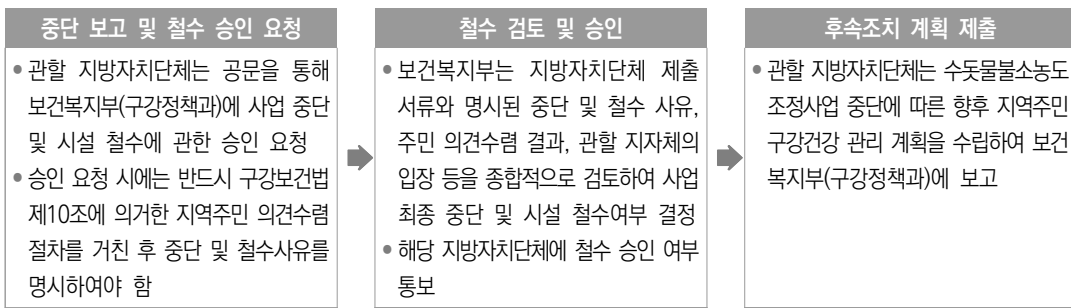 중단 보고 및 철수 승인 요청
• 관할 지방자치단체는 공문을 통해
보건복지부(구강정책과)에 사업 중단
및 시설 철수에 관한 승인 요청
• 승인 요청 시에는 반드시 구강보건법
제10조에 의거한 지역주민 의견수렴
절차를 거친 후 중단 및 철수사유를
명시하여야 함
철수 검토 및 승인
• 보건복지부는 지방자치단체 제출
서류와 명시된 중단 및 철수 사유,
주민 의견수렴 결과, 관할 지자체의
입장 등을 종합적으로 검토하여 사업
최종 중단 및 시설 철수여부 결정
• 해당 지방자치단체에 철수 승인 여부
통보
후속조치 계획 제출
• 관할 지방자치단체는 수돗물불소농도
조정사업 중단에 따른 향후 지역주민
구강건강 관리 계획을 수립하여 보건
복지부(구강정책과)에 보고